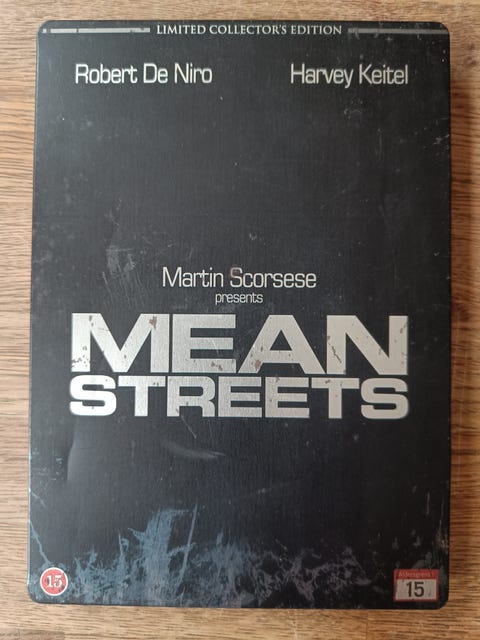 LIMITED COLLECTOR'S EDITION
Robert De Niro Harvey Keitel
Martin Scorsese
presents
MEAN
STREETS
15 15